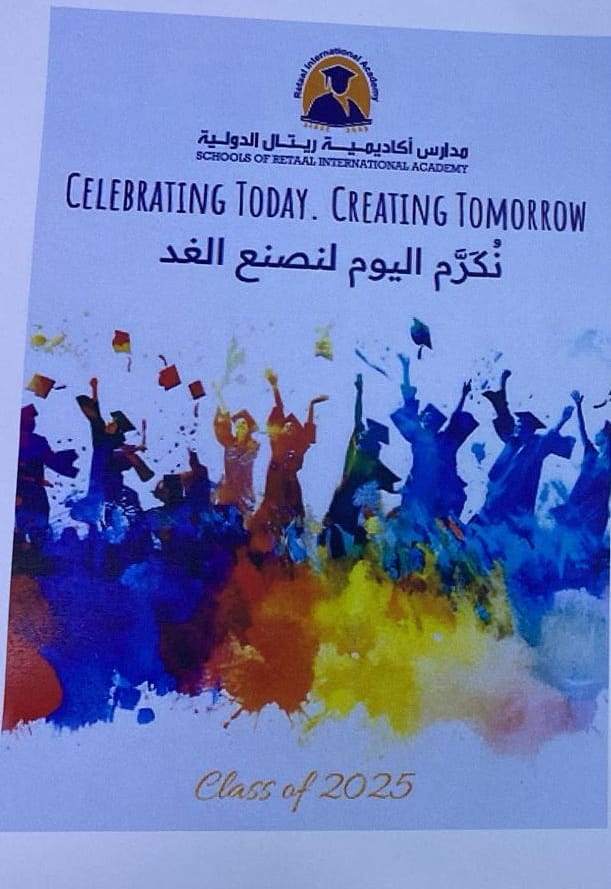 Retaal International Academy
مدارس أكاديمية ريتال الدولية
SCHOOLS OF RETAAL INTERNATIONAL ACADEMY
CELEBRATING TODAY. CREATING TOMORROW
نُكَرَّم اليوم لنصنع الغد
Class of 2025